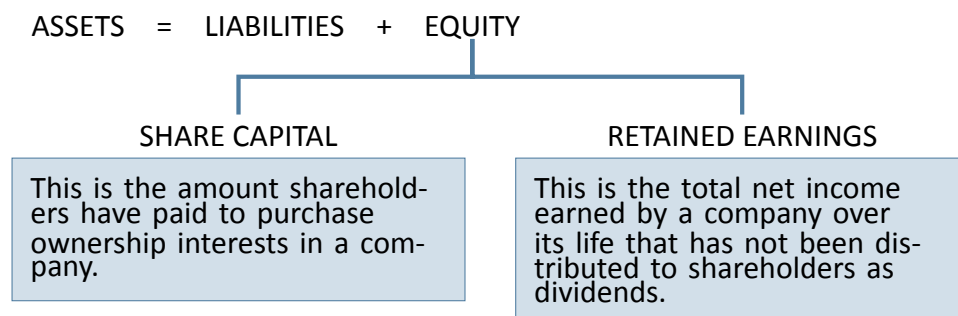 ASSETS = LIABILITIES + EQUITY
SHARE CAPITAL
This is the amount sharehold-
ers have paid to purchase
ownership interests in a com-
pany.
RETAINED EARNINGS
This is the total net income
earned by a company over
its life that has not been dis-
tributed to shareholders as
dividends.